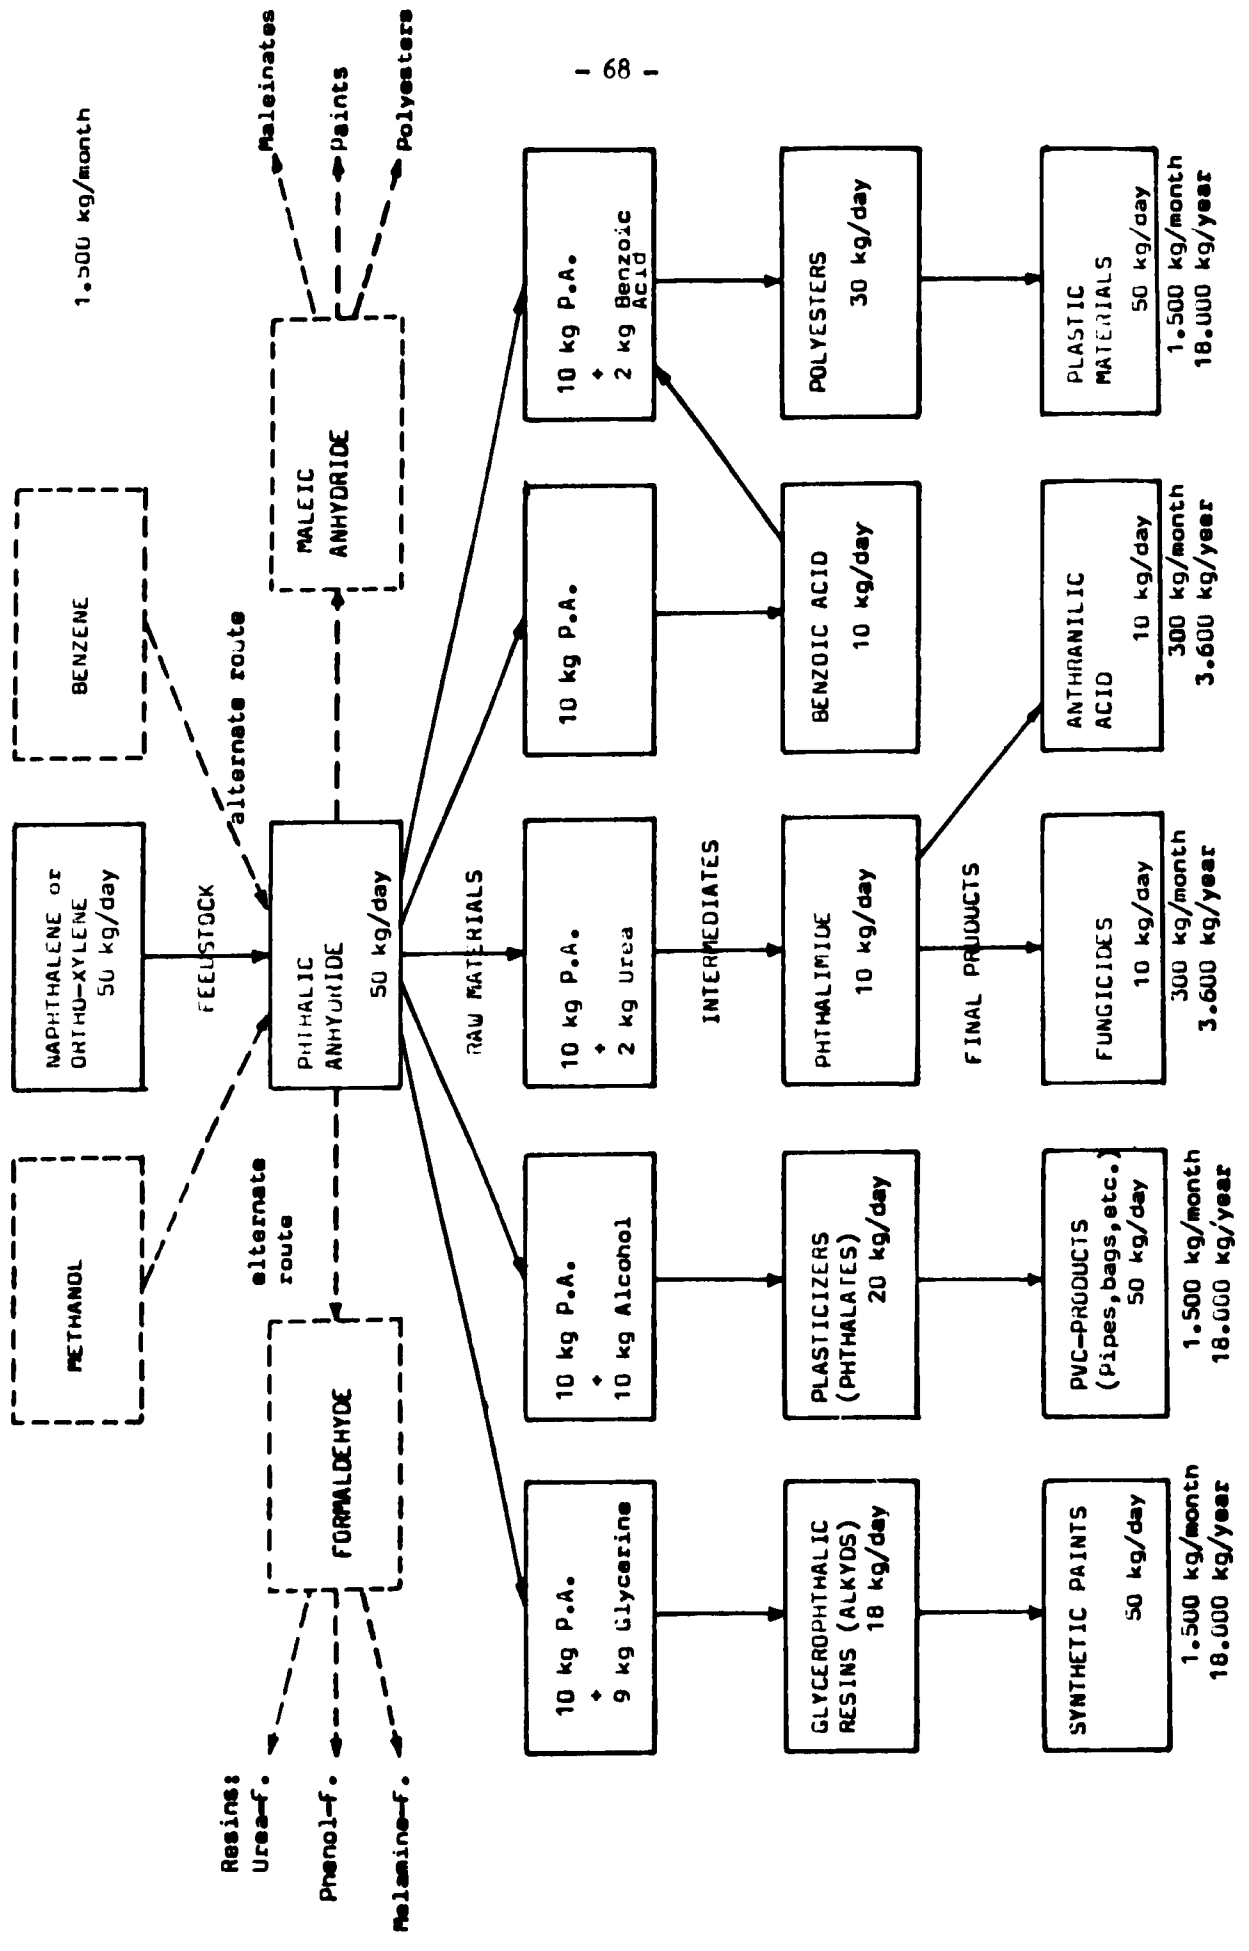 - 68 -
1.500 kg/month
METHANOL
NAPHTHALENE or
ORTHO-XYLENE
50 kg/day
BENZENE
FEEDSTOCK
alternate route
alternate
route
Resins:
Urea-f.
Phenol-f.
Melamine-f.
FORMALDEHYDE
PHTHALIC
ANHYDRIDE
50 kg/day
MALEIC
ANHYDRIDE
Maleinates
Paints
Polyesters
RAW MATERIALS
10 kg P.A.
+
9 kg Glycerine
10 kg P.A.
+
10 kg Alcohol
10 kg P.A.
+
2 kg Urea
10 kg P.A.
10 kg P.A.
+
2 kg Benzoic
Acid
INTERMEDIATES
GLYCEROPHTHALIC
RESINS (ALKYDS)
18 kg/day
PLASTICIZERS
(PHTHALATES)
20 kg/day
PHTHALIMIDE
10 kg/day
BENZOIC ACID
10 kg/day
POLYESTERS
30 kg/day
FINAL PRODUCTS
SYNTHETIC PAINTS
50 kg/day
1.500 kg/month
18.000 kg/year
PVC-PRODUCTS
(Pipes,bags,etc.)
50 kg/day
1.500 kg/month
18.000 kg/year
FUNGICIDES
10 kg/day
300 kg/month
3.600 kg/year
ANTHRANILIC
ACID
10 kg/day
300 kg/month
3.600 kg/year
PLASTIC
MATERIALS
50 kg/day
1.500 kg/month
18.000 kg/year